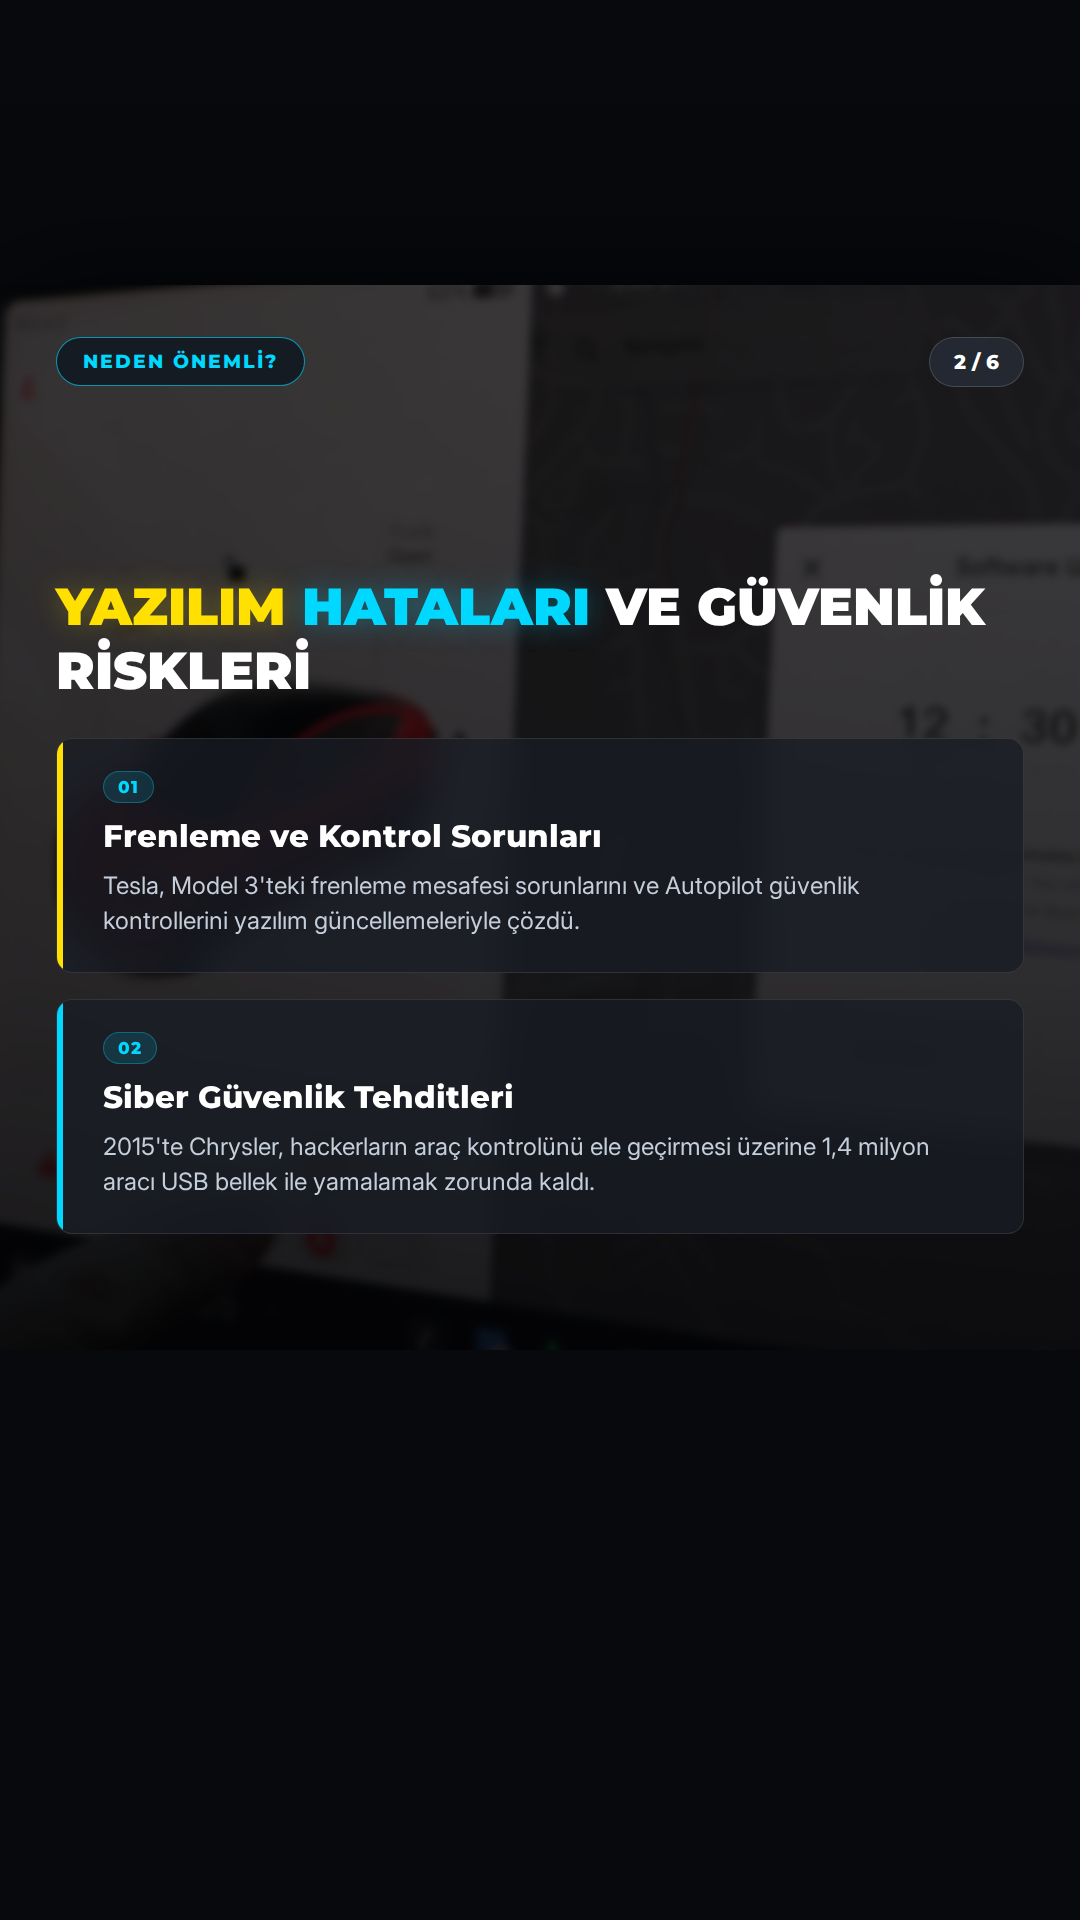 NEDEN ÖNEMLİ?
2 / 6
YAZILIM HATALARI VE GÜVENLİK
RİSKLERİ
12 : 30
01
Frenleme ve Kontrol Sorunları
Tesla, Model 3'teki frenleme mesafesi sorunlarını ve Autopilot güvenlik
kontrollerini yazılım güncellemeleriyle çözdü.
02
Siber Güvenlik Tehditleri
2015'te Chrysler, hackerların araç kontrolünü ele geçirmesi üzerine 1,4 milyon
aracı USB bellek ile yamalamak zorunda kaldı.